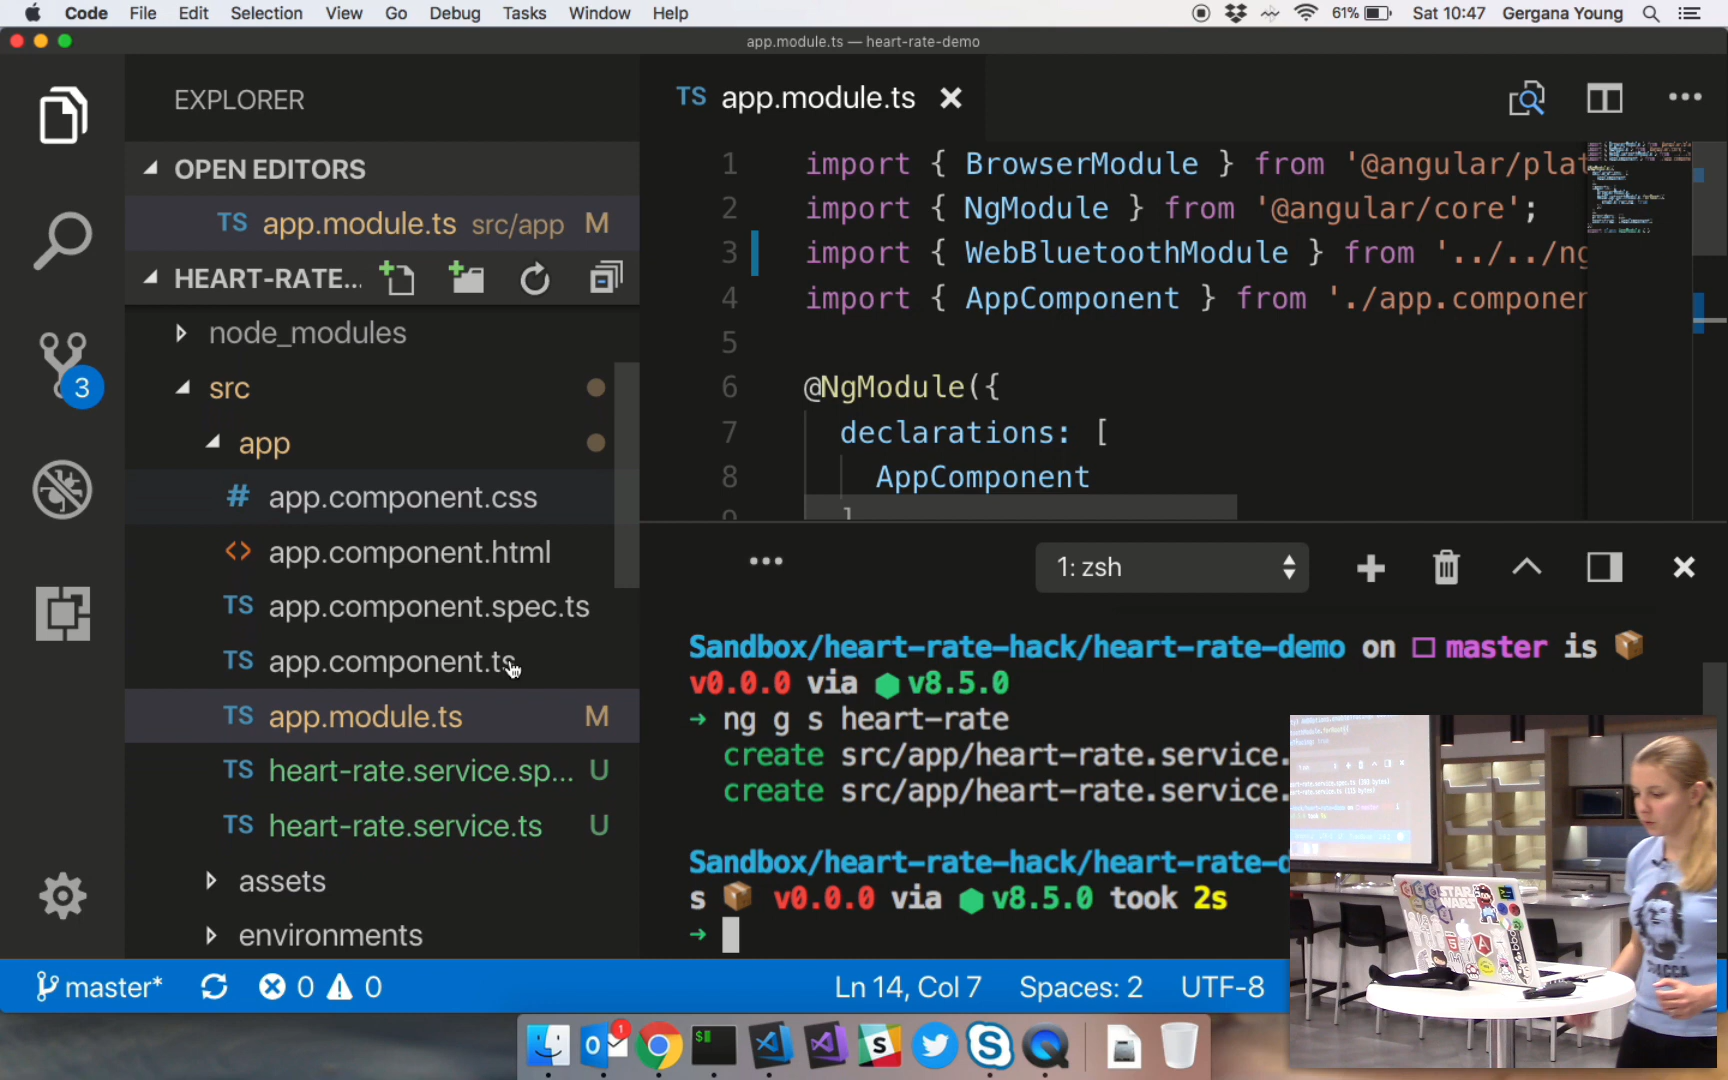 Code File Edit Selection View Go Debug Tasks Window Help 61% Sat 10:47 Gergana Young
app.module.ts — heart-rate-demo
EXPLORER
OPEN EDITORS
TS app.module.ts src/app M
HEART-RATE...
node_modules
src
app
# app.component.css
<> app.component.html
TS app.component.spec.ts
TS app.component.ts
TS app.module.ts M
TS heart-rate.service.sp... U
TS heart-rate.service.ts U
assets
environments
3
TS app.module.ts
1 import { BrowserModule } from '@angular/plat
2 import { NgModule } from '@angular/core';
3 import { WebBluetoothModule } from '../../ng
4 import { AppComponent } from './app.componen
5
6 @NgModule({
7 declarations: [
8 AppComponent
9 ]
1: zsh
Sandbox/heart-rate-hack/heart-rate-demo on master is
v0.0.0 via v8.5.0
→ ng g s heart-rate
create src/app/heart-rate.service.
create src/app/heart-rate.service.
Sandbox/heart-rate-hack/heart-rate-d
s v0.0.0 via v8.5.0 took 2s
→
STAR
WARS
master* 0 0 Ln 14, Col 7 Spaces: 2 UTF-8
1